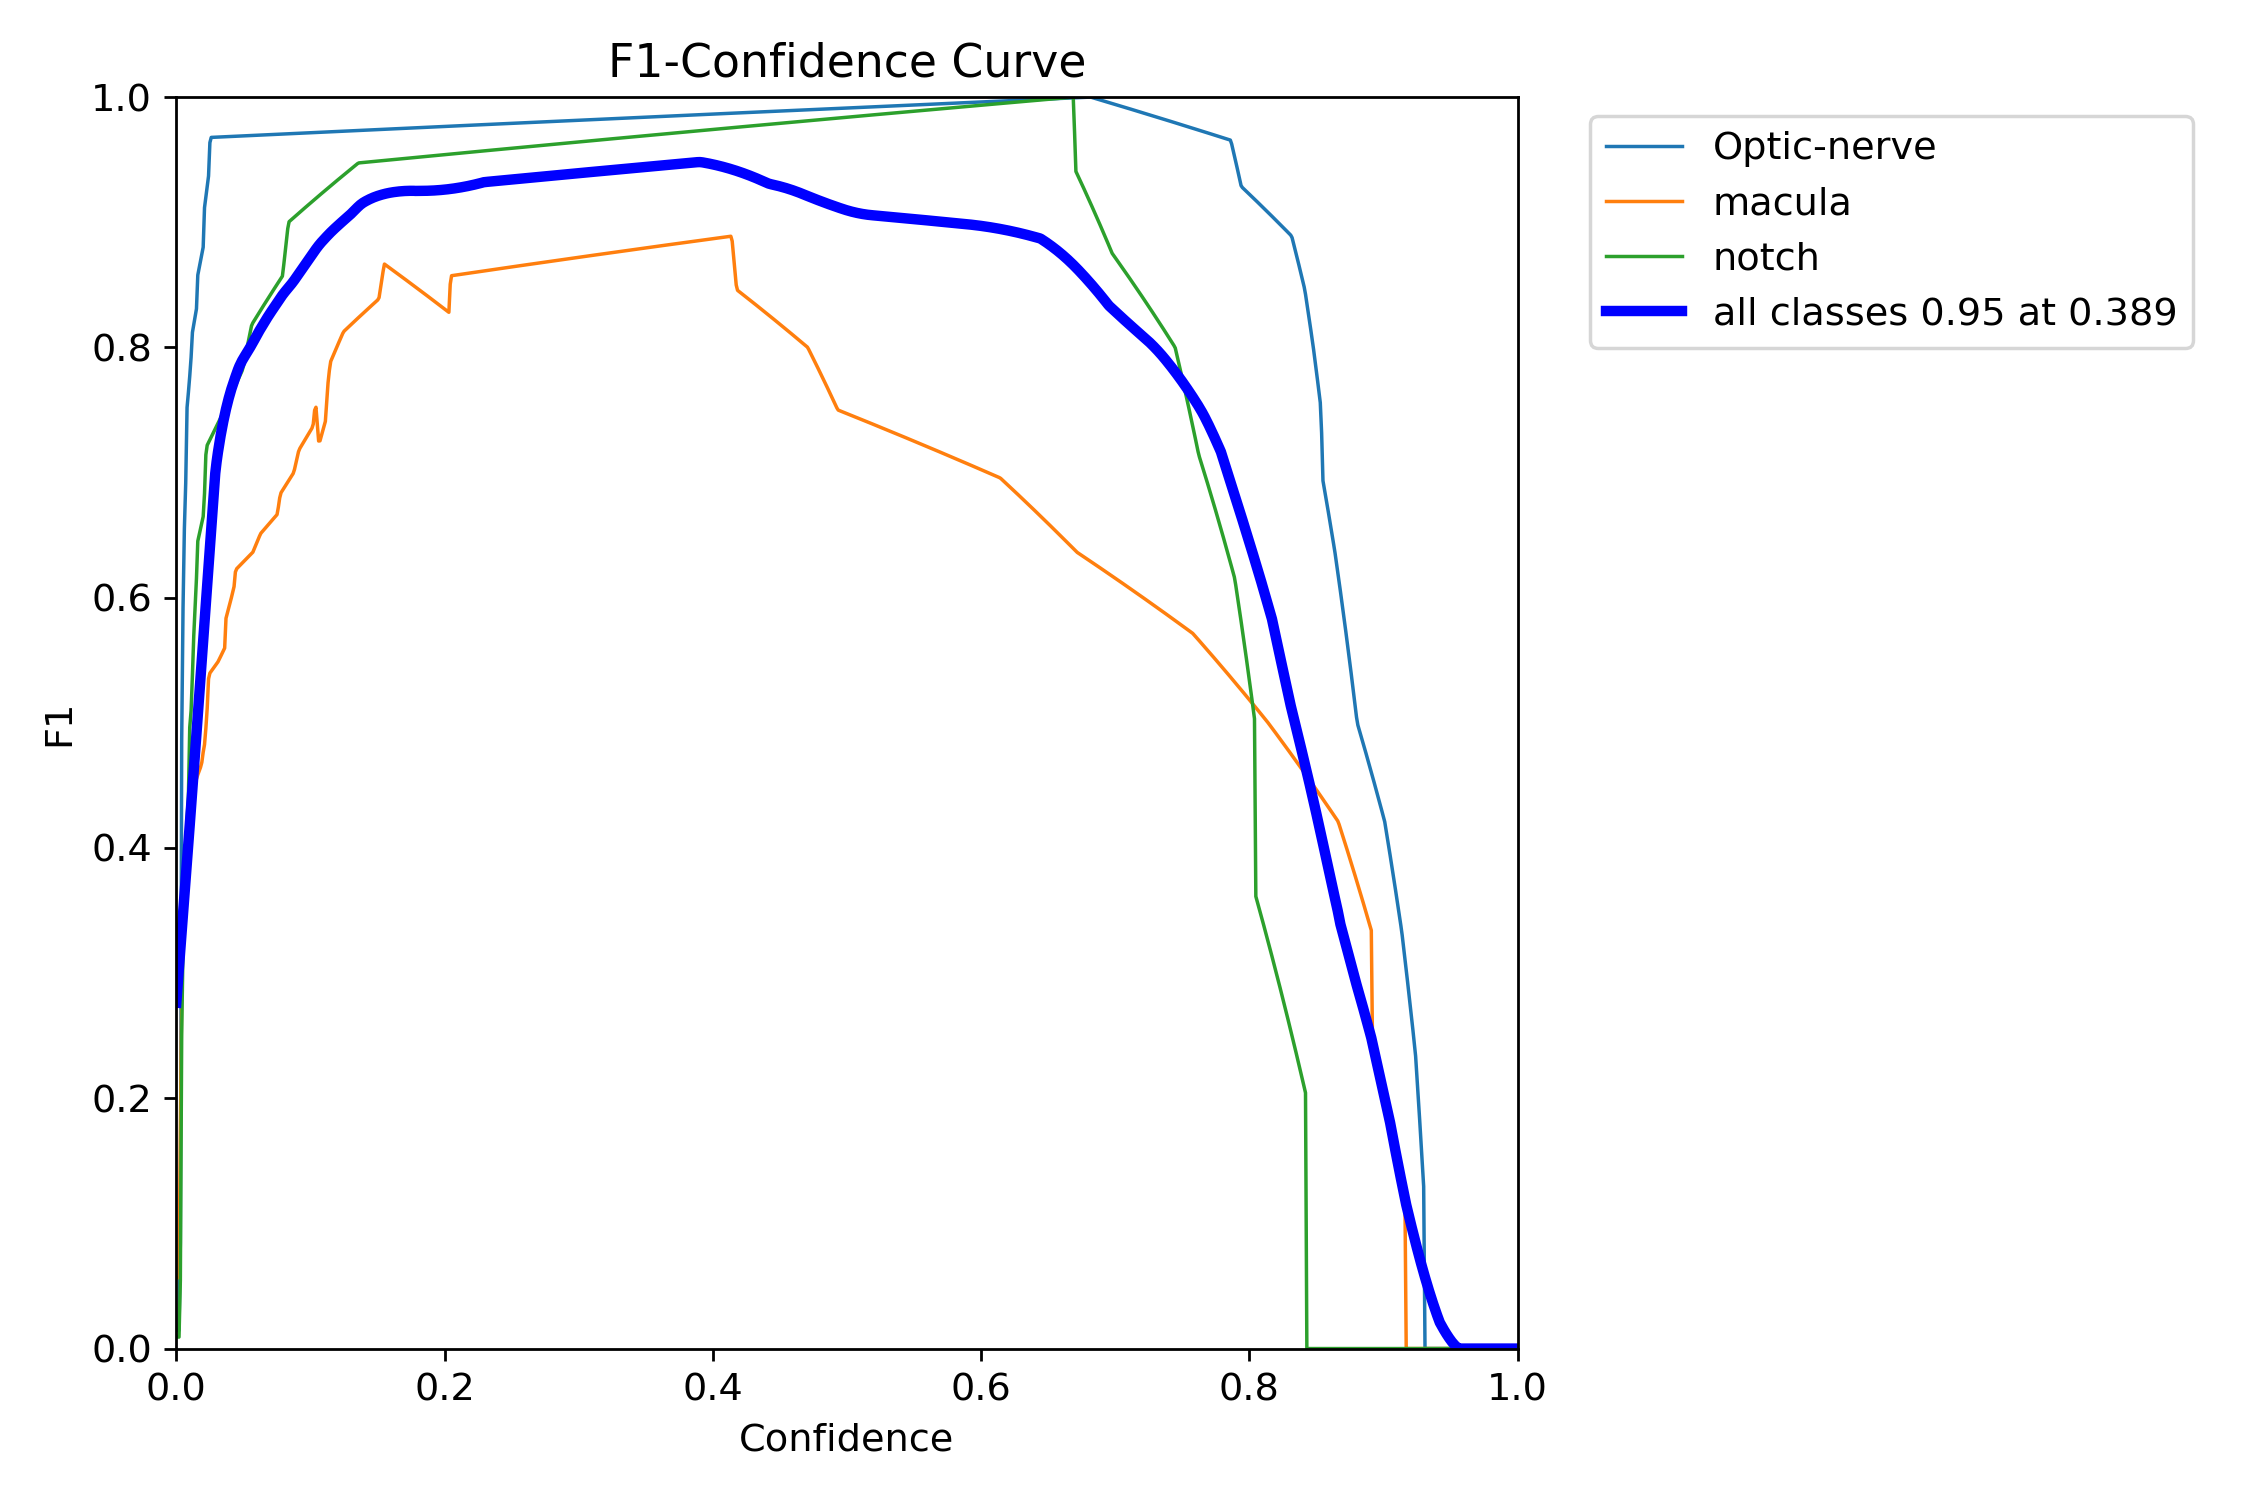 F1-Confidence Curve
1.0
0.8
0.6
0.4
0.2
0.0
F1
0.0 0.2 0.4 0.6 0.8 1.0
Confidence
Optic-nerve
macula
notch
all classes 0.95 at 0.389